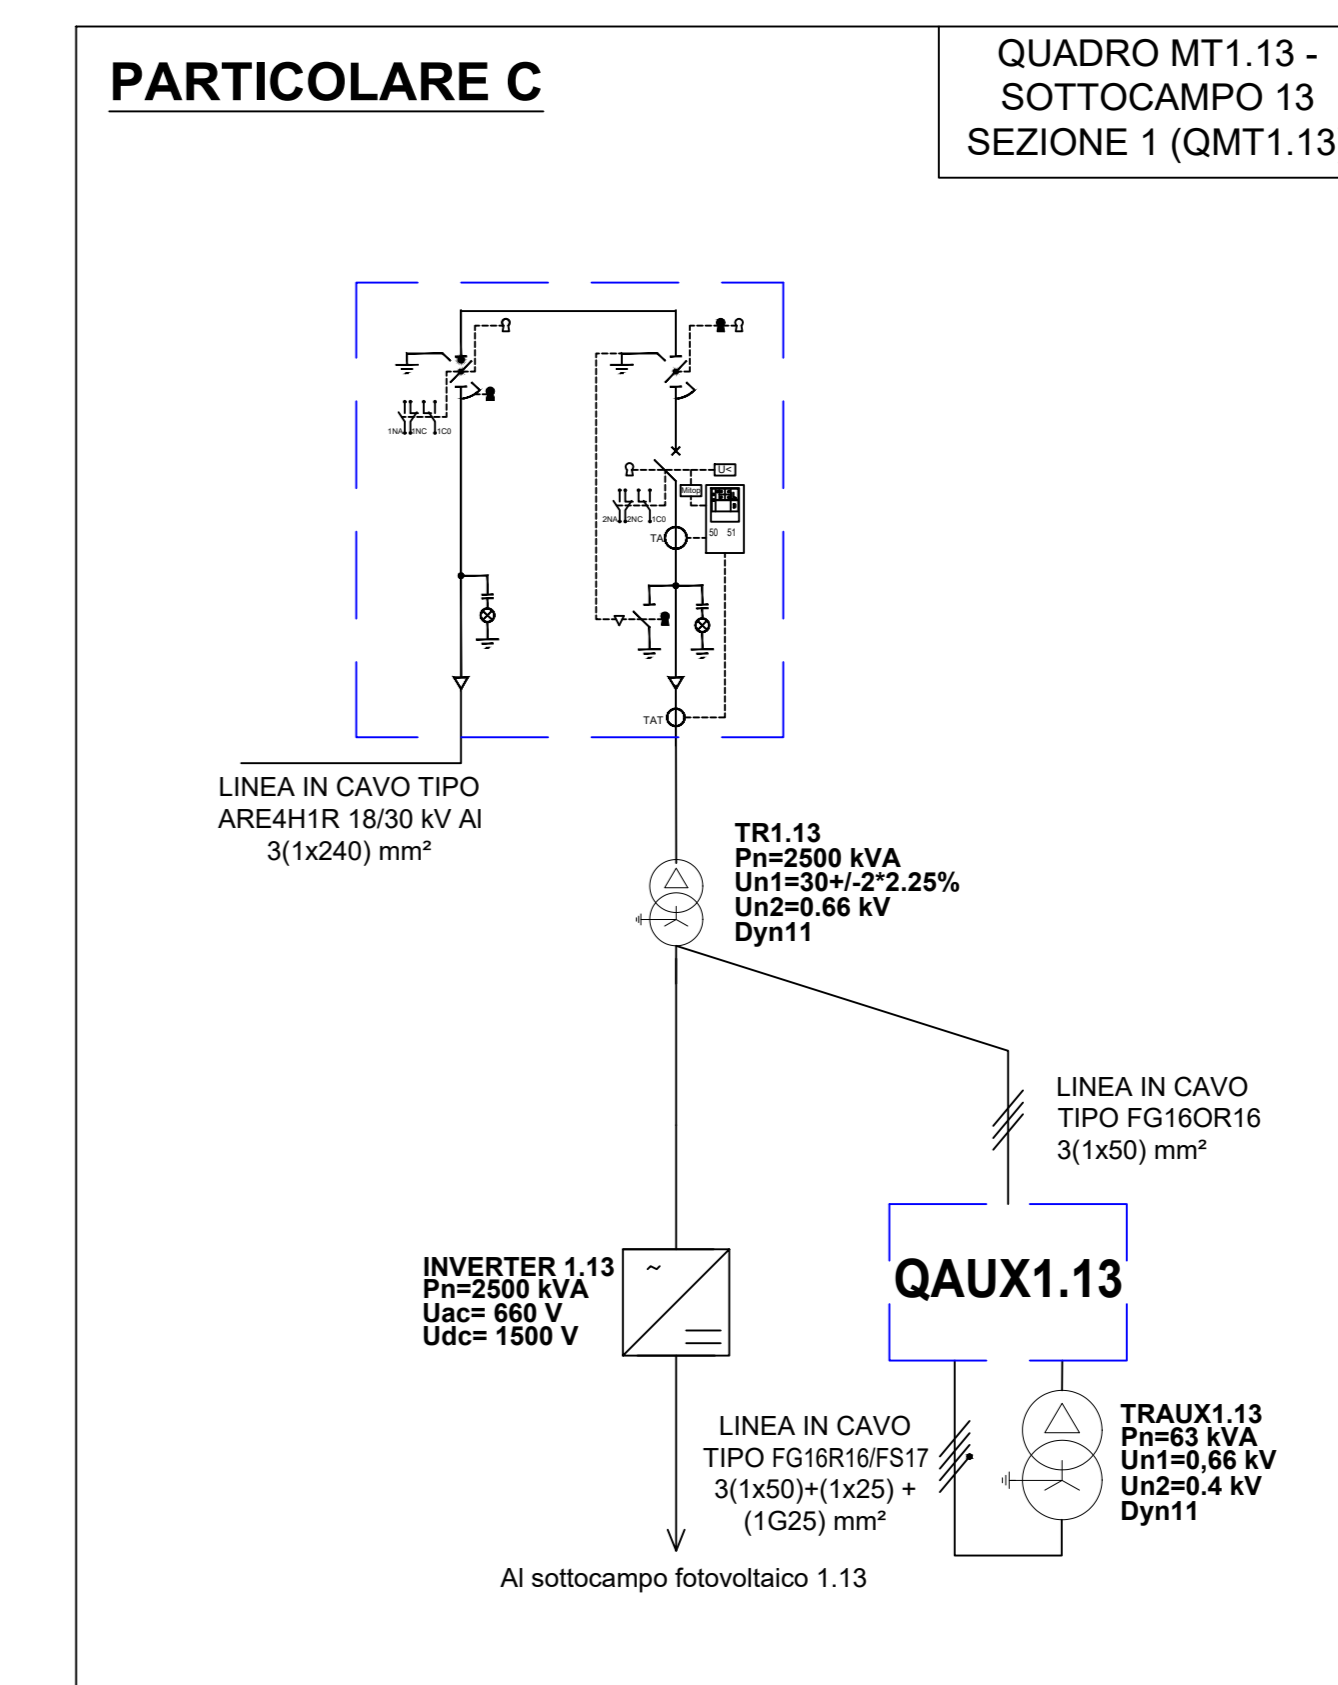 PARTICOLARE C
QUADRO MT1.13 -
SOTTOCAMPO 13
SEZIONE 1 (QMT1.13
1NA 1NC 1C0
U<
Mitop
2NA 2NC 1C0
50 51
TA
TAT
LINEA IN CAVO TIPO
ARE4H1R 18/30 kV Al
3(1x240) mm²
TR1.13
Pn=2500 kVA
Un1=30+/-2*2.25%
Un2=0.66 kV
Dyn11
LINEA IN CAVO
TIPO FG16OR16
3(1x50) mm²
INVERTER 1.13
Pn=2500 kVA
Uac= 660 V
Udc= 1500 V
~
QAUX1.13
LINEA IN CAVO
TIPO FG16R16/FS17
3(1x50)+(1x25) +
(1G25) mm²
TRAUX1.13
Pn=63 kVA
Un1=0,66 kV
Un2=0.4 kV
Dyn11
Al sottocampo fotovoltaico 1.13